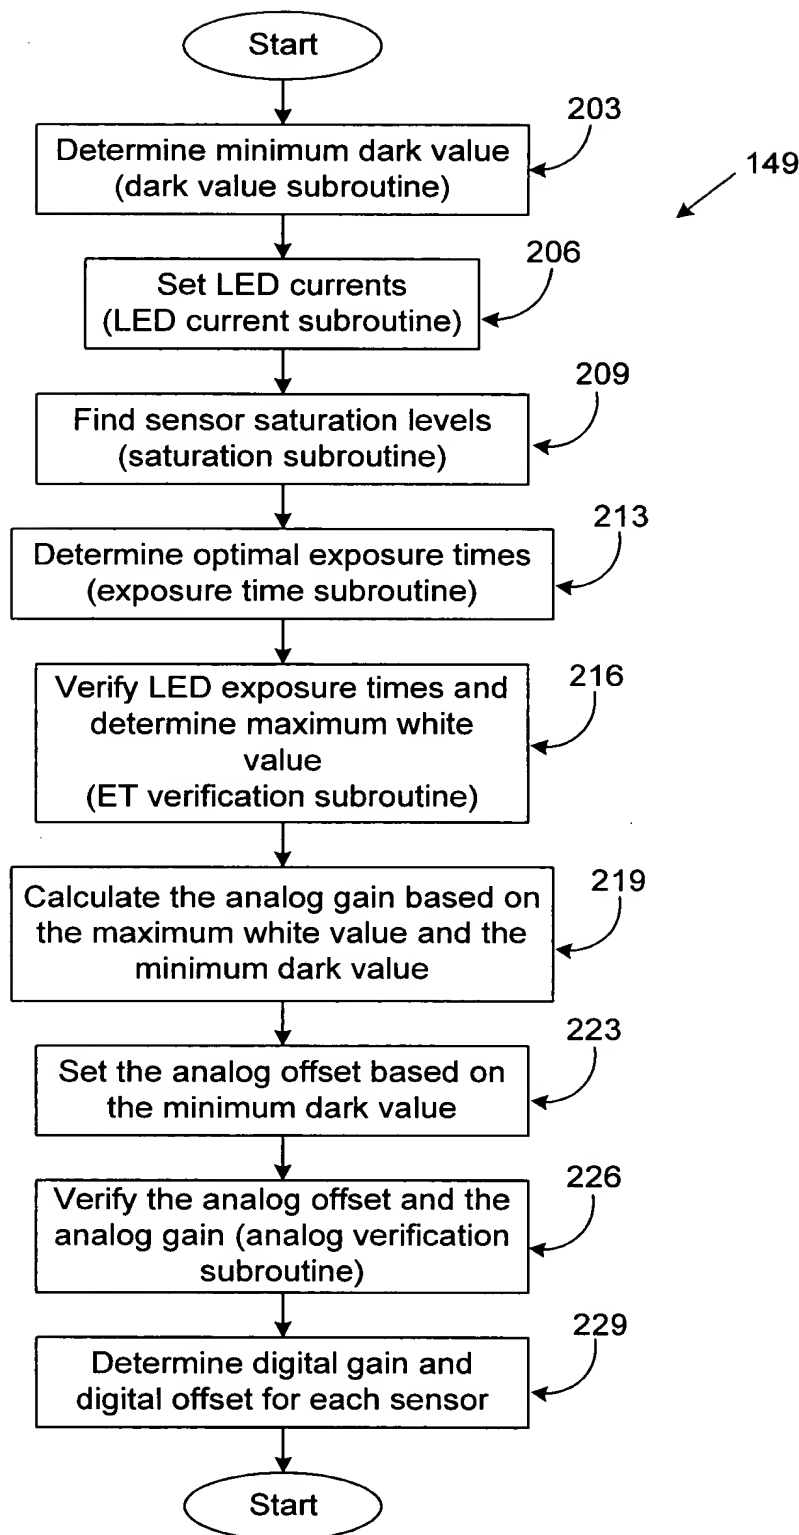 Start
203
Determine minimum dark value
(dark value subroutine)
149
206
Set LED currents
(LED current subroutine)
209
Find sensor saturation levels
(saturation subroutine)
213
Determine optimal exposure times
(exposure time subroutine)
216
Verify LED exposure times and
determine maximum white
value
(ET verification subroutine)
219
Calculate the analog gain based on
the maximum white value and the
minimum dark value
223
Set the analog offset based on
the minimum dark value
226
Verify the analog offset and the
analog gain (analog verification
subroutine)
229
Determine digital gain and
digital offset for each sensor
Start